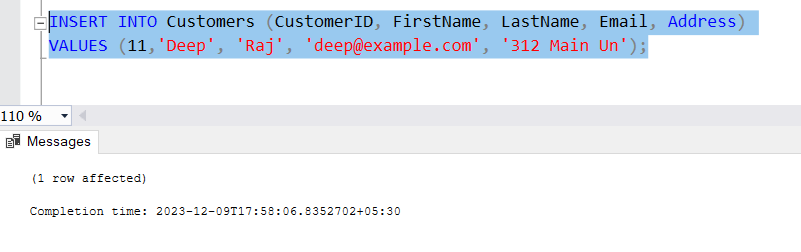 INSERT INTO Customers (CustomerID, FirstName, LastName, Email, Address)
VALUES (11,'Deep', 'Raj', 'deep@example.com', '312 Main Un');
110 %
Messages
(1 row affected)
Completion time: 2023-12-09T17:58:06.8352702+05:30